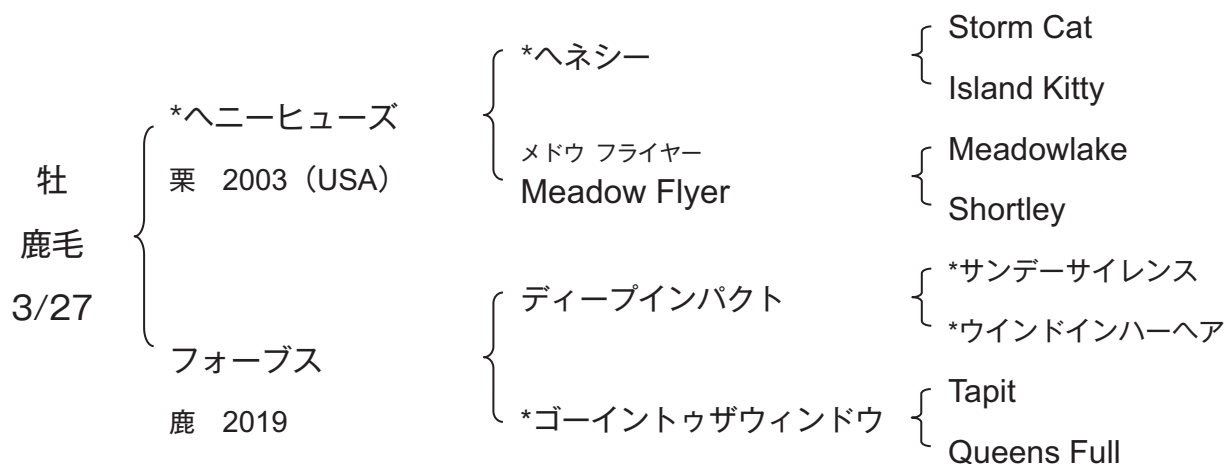 牡
鹿毛
3/27
*ヘニーヒューズ
栗 2003（USA）
フォーブス
鹿 2019
*ヘネシー
メドウ フライヤー
Meadow Flyer
ディープインパクト
*ゴーイントゥザウィンドウ
Storm Cat
Island Kitty
Meadowlake
Shortley
*サンデーサイレンス
*ウインドインハーヘア
Tapit
Queens Full